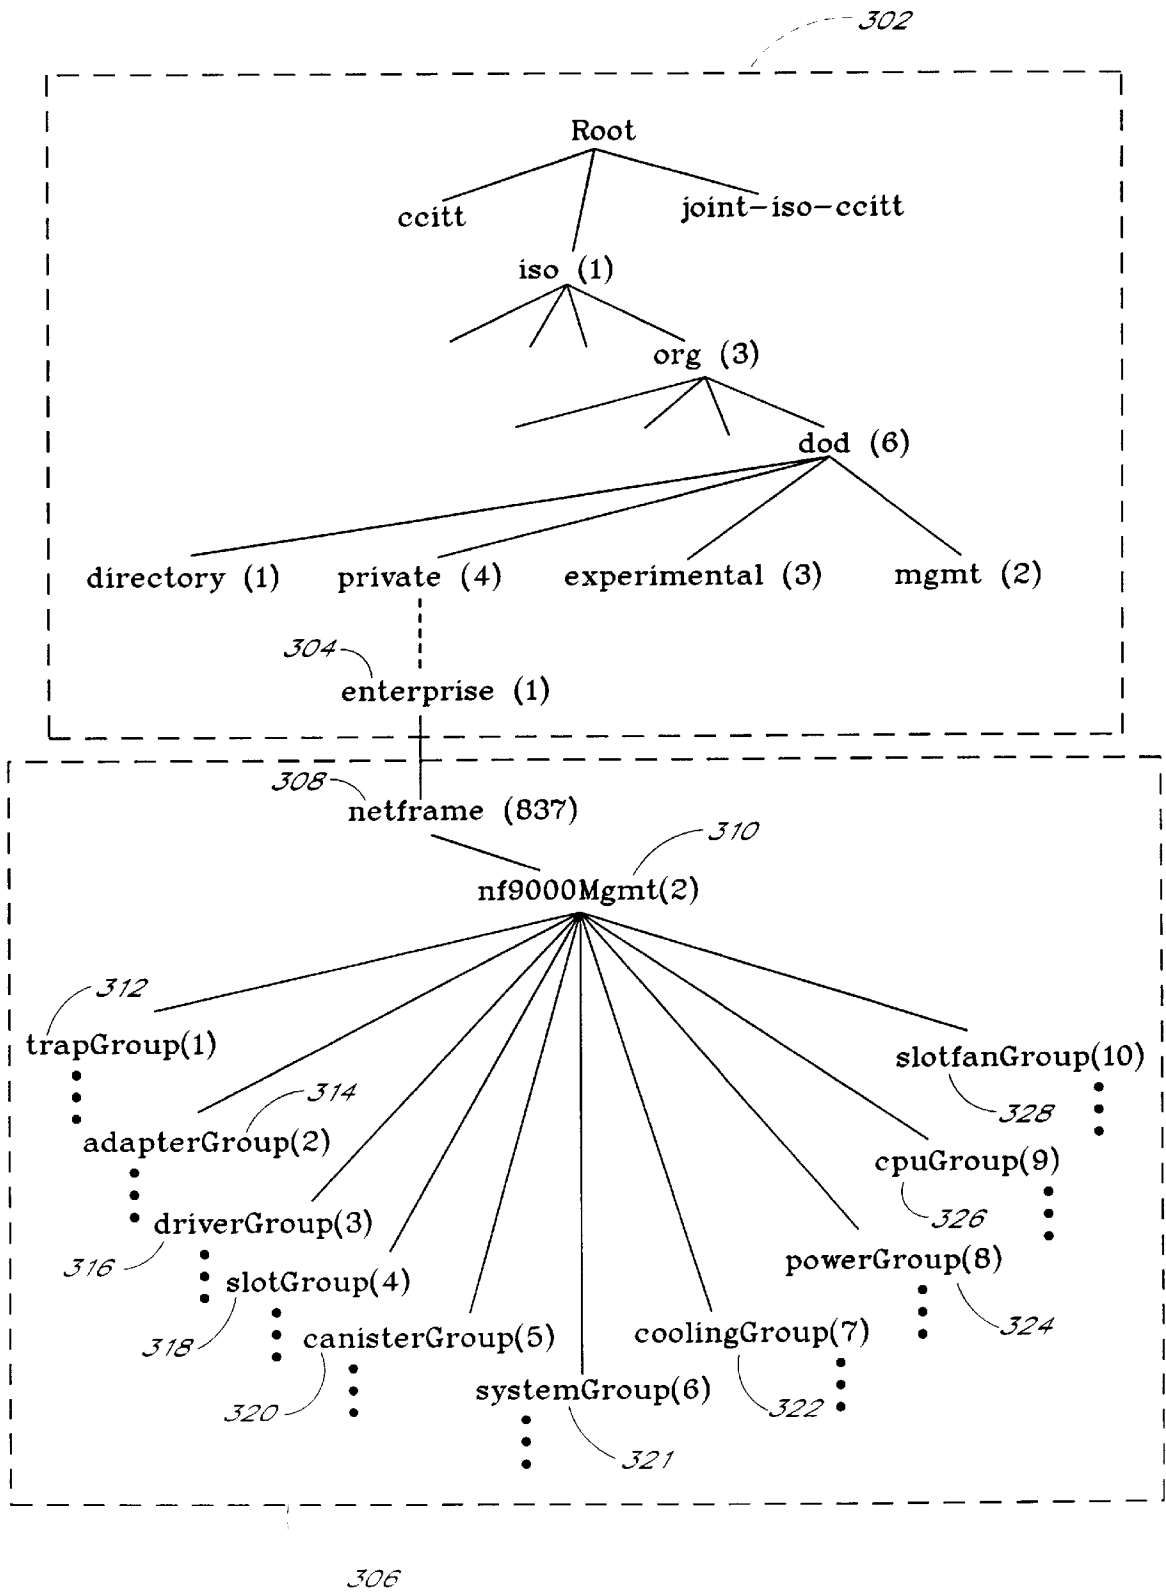 302
Root
ccitt
joint-iso-ccitt
iso (1)
org (3)
dod (6)
directory (1)
private (4)
experimental (3)
mgmt (2)
304
enterprise (1)
308
netframe (837)
310
nf9000Mgmt(2)
312
trapGroup(1)
slotfanGroup(10)
314
328
adapterGroup(2)
cpuGroup(9)
driverGroup(3)
326
316
powerGroup(8)
slotGroup(4)
324
318
canisterGroup(5)
coolingGroup(7)
systemGroup(6)
320
322
321
306